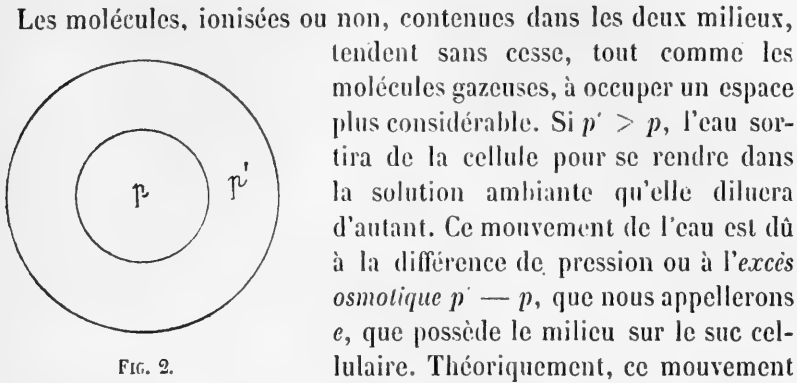 Les molécules, ionisées ou non, contenues dans les deux milieux,
tendent sans cesse, tout comme les
molécules gazeuses, à occuper un espace
plus considérable. Si p' > p, l'eau sor-
tira de la cellule pour se rendre dans
la solution ambiante qu'elle diluera
d'autant. Ce mouvement de l'eau est dû
à la différence de pression ou à l'excès
osmotique p' — p, que nous appellerons
e, que possède le milieu sur le suc cel-
lulaire. Théoriquement, ce mouvement
p p'
FIG. 2.